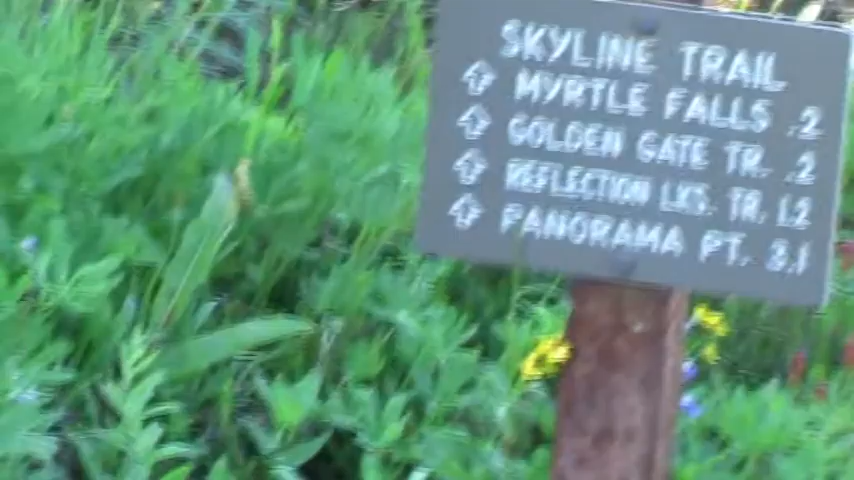 SKYLINE TRAIL
MYRTLE FALLS .2
GOLDEN GATE TR. .2
REFLECTION LKS. TR. 1.2
PANORAMA PT. 3.1